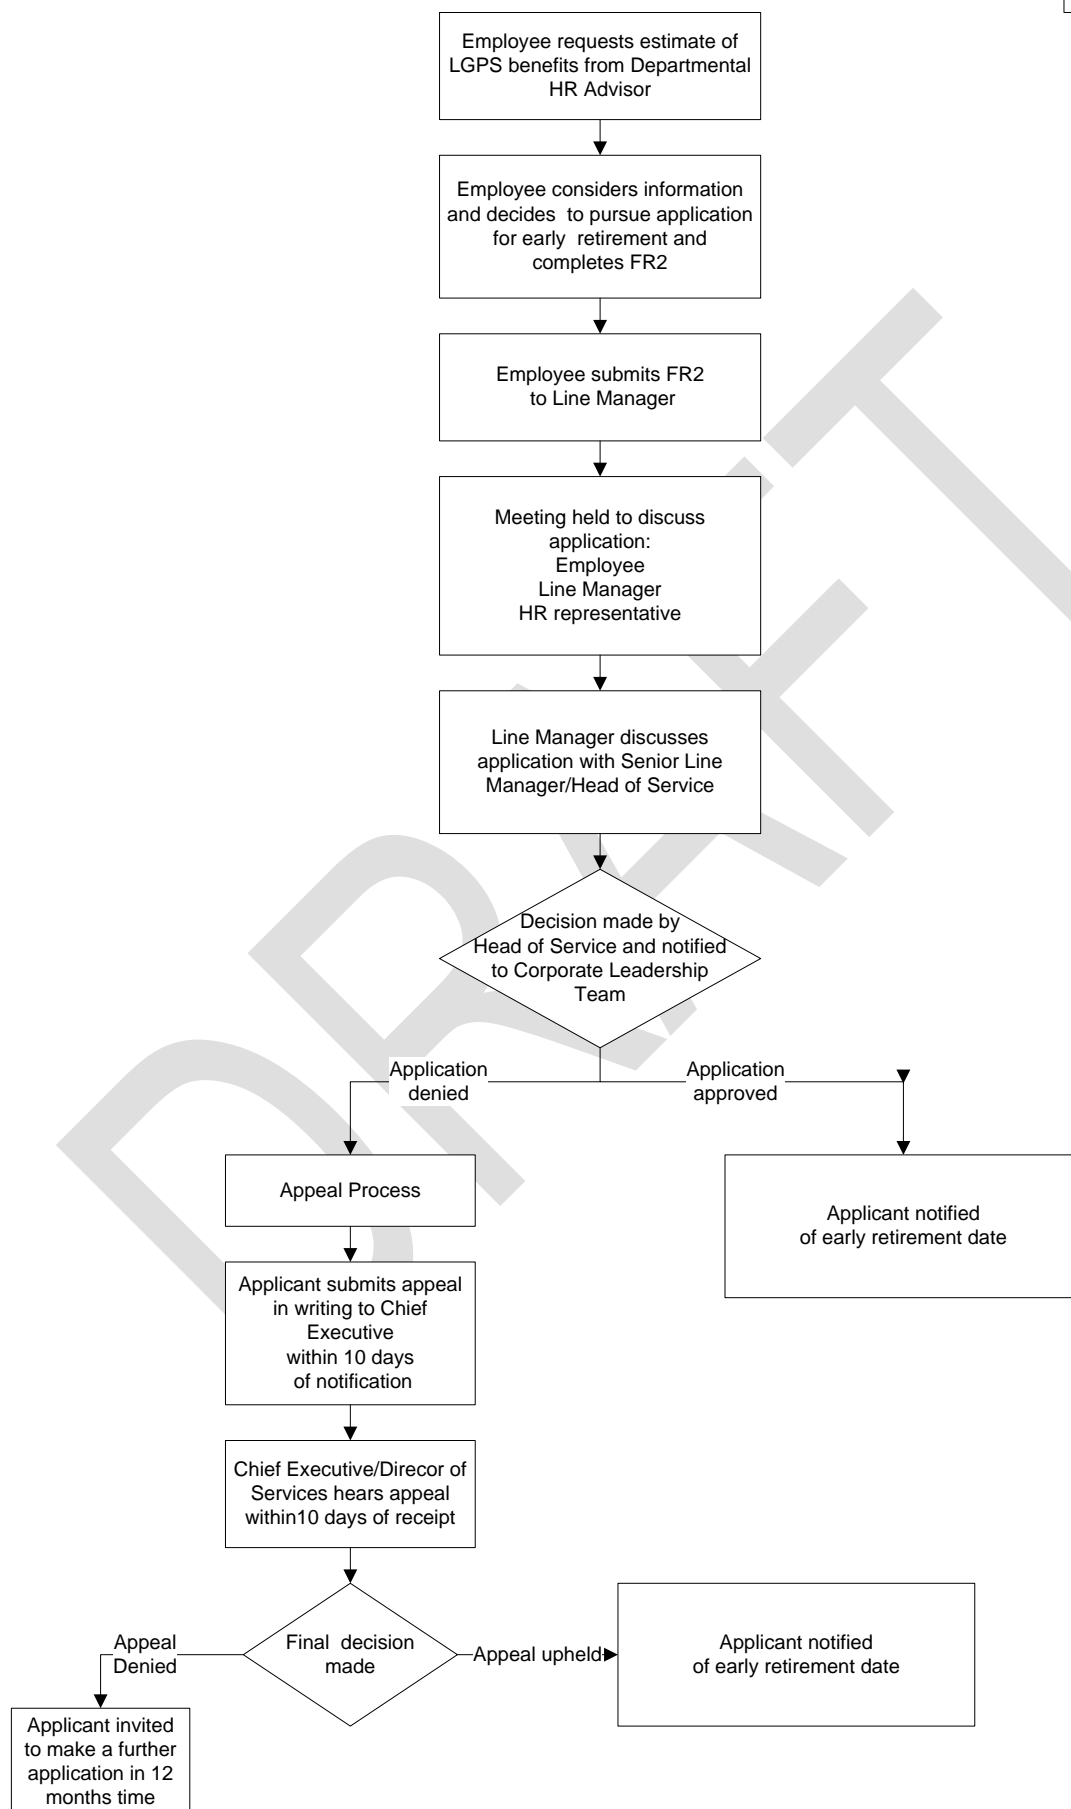 Employee requests estimate of
LGPS benefits from Departmental
HR Advisor
Employee considers information
and decides to pursue application
for early retirement and
completes FR2
Employee submits FR2
to Line Manager
Meeting held to discuss
application:
Employee
Line Manager
HR representative
Line Manager discusses
application with Senior Line
Manager/Head of Service
Decision made by
Head of Service and notified
to Corporate Leadership
Team
Application
denied
Application
approved
Appeal Process
Applicant notified
of early retirement date
Applicant submits appeal
in writing to Chief
Executive
within 10 days
of notification
Chief Executive/Direcor of
Services hears appeal
within10 days of receipt
Final decision
made
Appeal
Denied
Appeal upheld
Applicant notified
of early retirement date
Applicant invited
to make a further
application in 12
months time
DRAFT